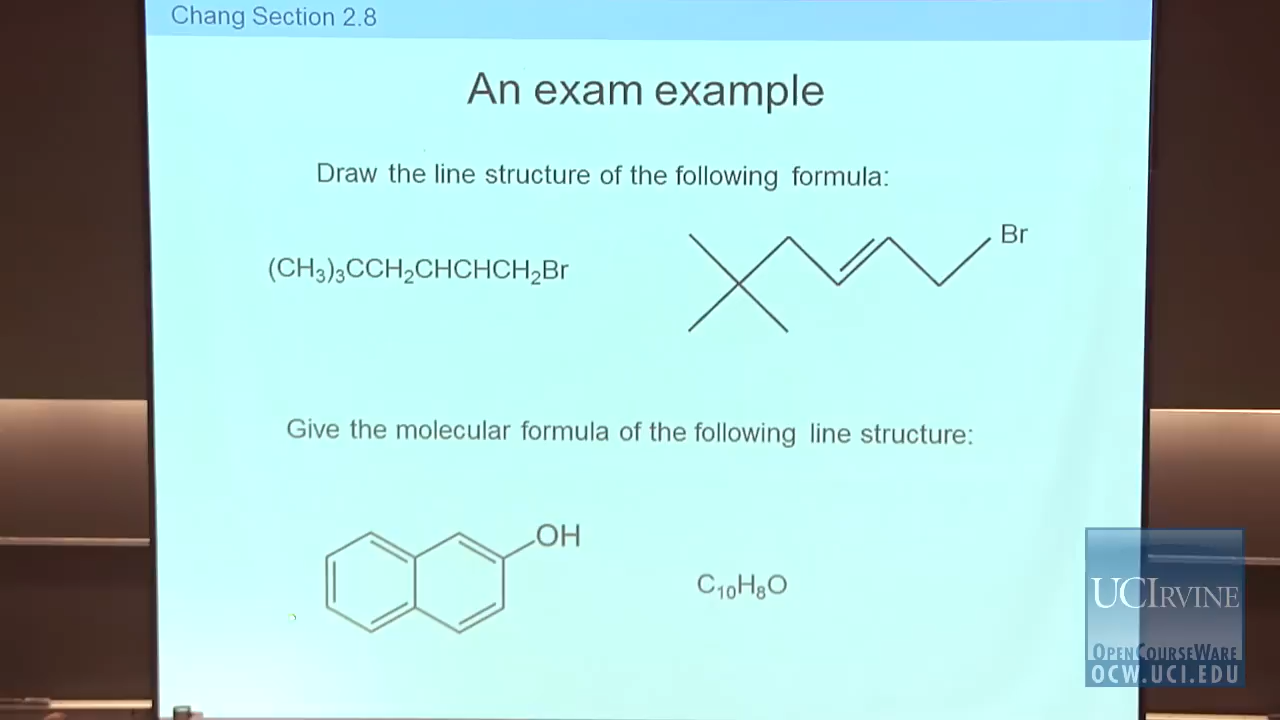 Chang Section 2.8
An exam example
Draw the line structure of the following formula:
Br
(CH₃)₃CCH₂CHCHCH₂Br
Give the molecular formula of the following line structure:
OH
C₁₀H₈O
UCIRVINE
OPENCOURSEWARE
OCW.UCI.EDU